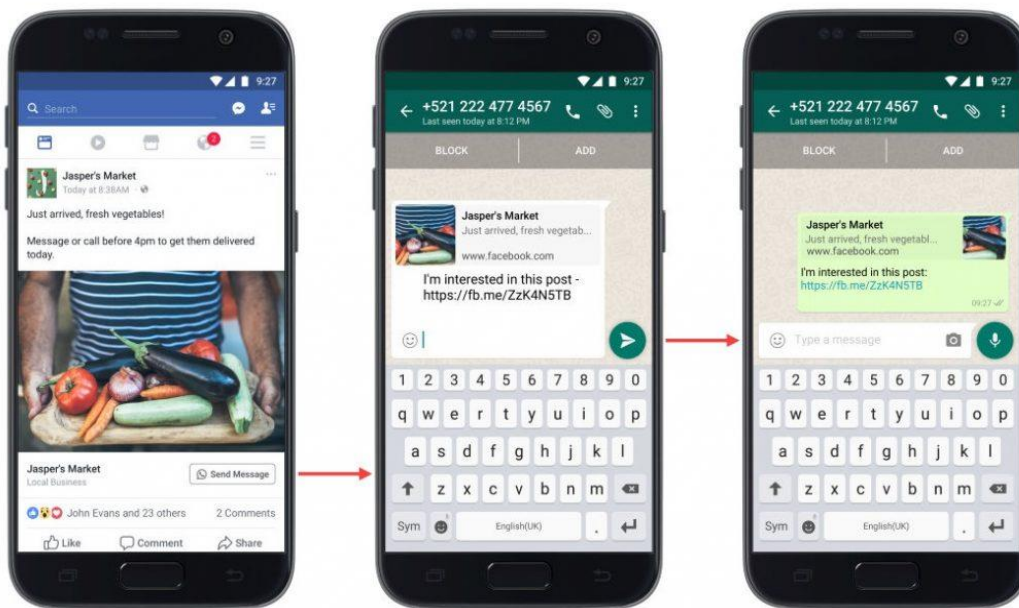 9:27
Search
2
Jasper's Market
Today at 8:38AM
Just arrived, fresh vegetables!
Message or call before 4pm to get them delivered
today.
Jasper's Market
Local Business
Send Message
John Evans and 23 others 2 Comments
Like Comment Share
9:27
+521 222 477 4567
Last seen today at 8:12 PM
BLOCK ADD
Jasper's Market
Just arrived, fresh vegetab...
www.facebook.com
I'm interested in this post -
https://fb.me/ZzK4N5TB
1 2 3 4 5 6 7 8 9 0
q w e r t y u i o p
a s d f g h j k l
z x c v b n m
Sym English(UK) .
9:27
+521 222 477 4567
Last seen today at 8:12 PM
BLOCK ADD
Jasper's Market
Just arrived, fresh vegetabl...
www.facebook.com
I'm interested in this post:
https://fb.me/ZzK4N5TB
09:27
Type a message
1 2 3 4 5 6 7 8 9 0
q w e r t y u i o p
a s d f g h j k l
z x c v b n m
Sym English(UK) .